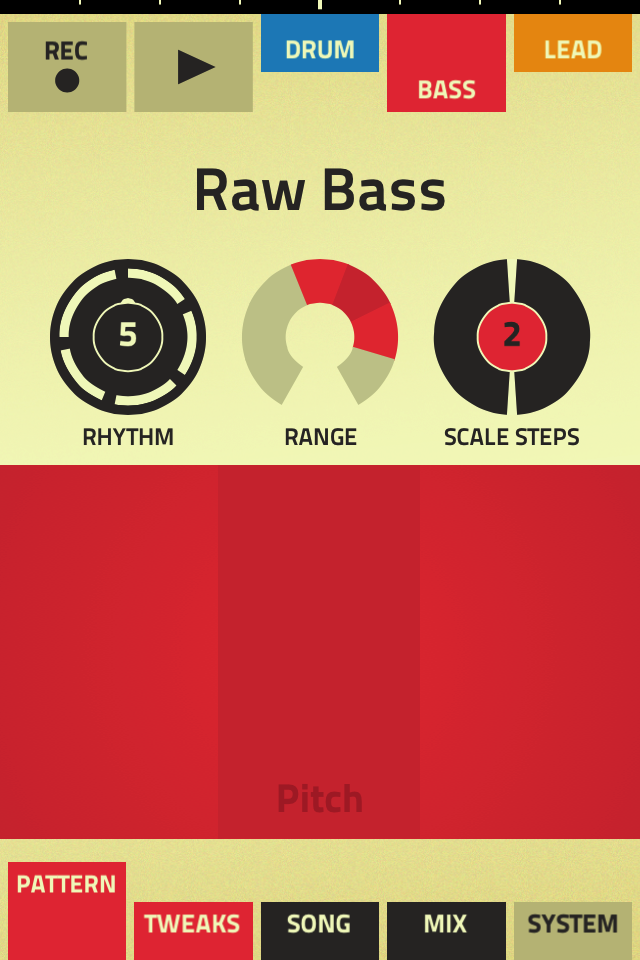 REC
DRUM
BASS
LEAD
Raw Bass
5
2
RHYTHM
RANGE
SCALE STEPS
Pitch
PATTERN
TWEAKS
SONG
MIX
SYSTEM